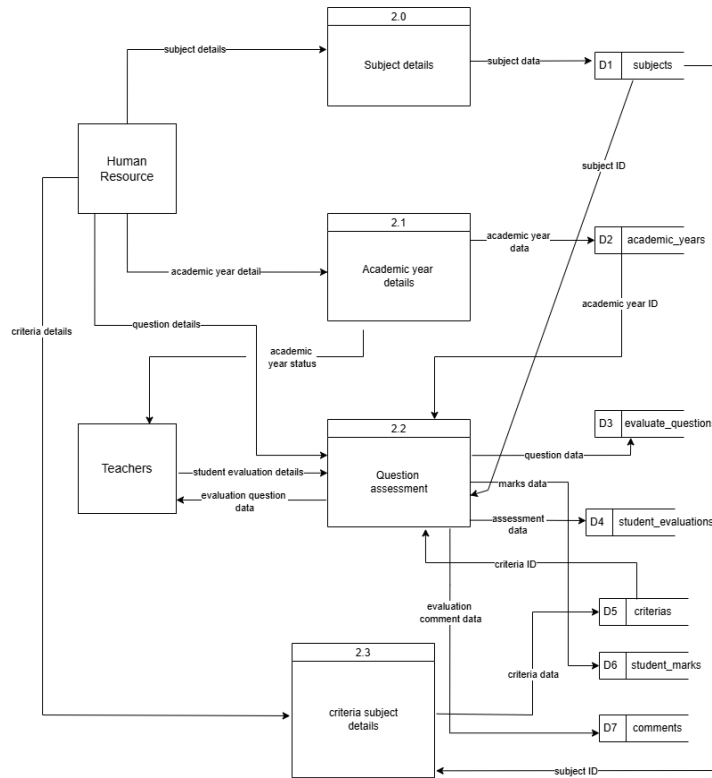 2.0
Subject details
subject details
subject data
D1 subjects
Human
Resource
subject ID
2.1
Academic year
details
academic year detail
academic year
data
D2 academic_years
academic year ID
criteria details
question details
academic
year status
2.2
Question
assessment
D3 evaluate_questions
Teachers
student evaluation details
evaluation question
data
question data
marks data
assessment
data
D4 student_evaluations
criteria ID
evaluation
comment data
D5 criterias
2.3
criteria subject
details
criteria data
D6 student_marks
D7 comments
subject ID